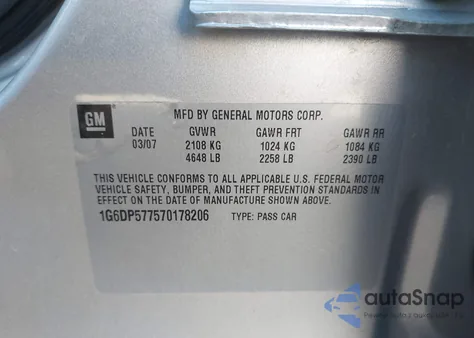 GM
MFD BY GENERAL MOTORS CORP.
DATE GVWR GAWR FRT GAWR RR
03/07 2108 KG 1024 KG 1084 KG
4648 LB 2258 LB 2390 LB
THIS VEHICLE CONFORMS TO ALL APPLICABLE U.S. FEDERAL MOTOR
VEHICLE SAFETY, BUMPER, AND THEFT PREVENTION STANDARDS IN
EFFECT ON THE DATE OF MANUFACTURE SHOWN ABOVE.
1G6DP577570178206 TYPE: PASS CAR
autoSnap